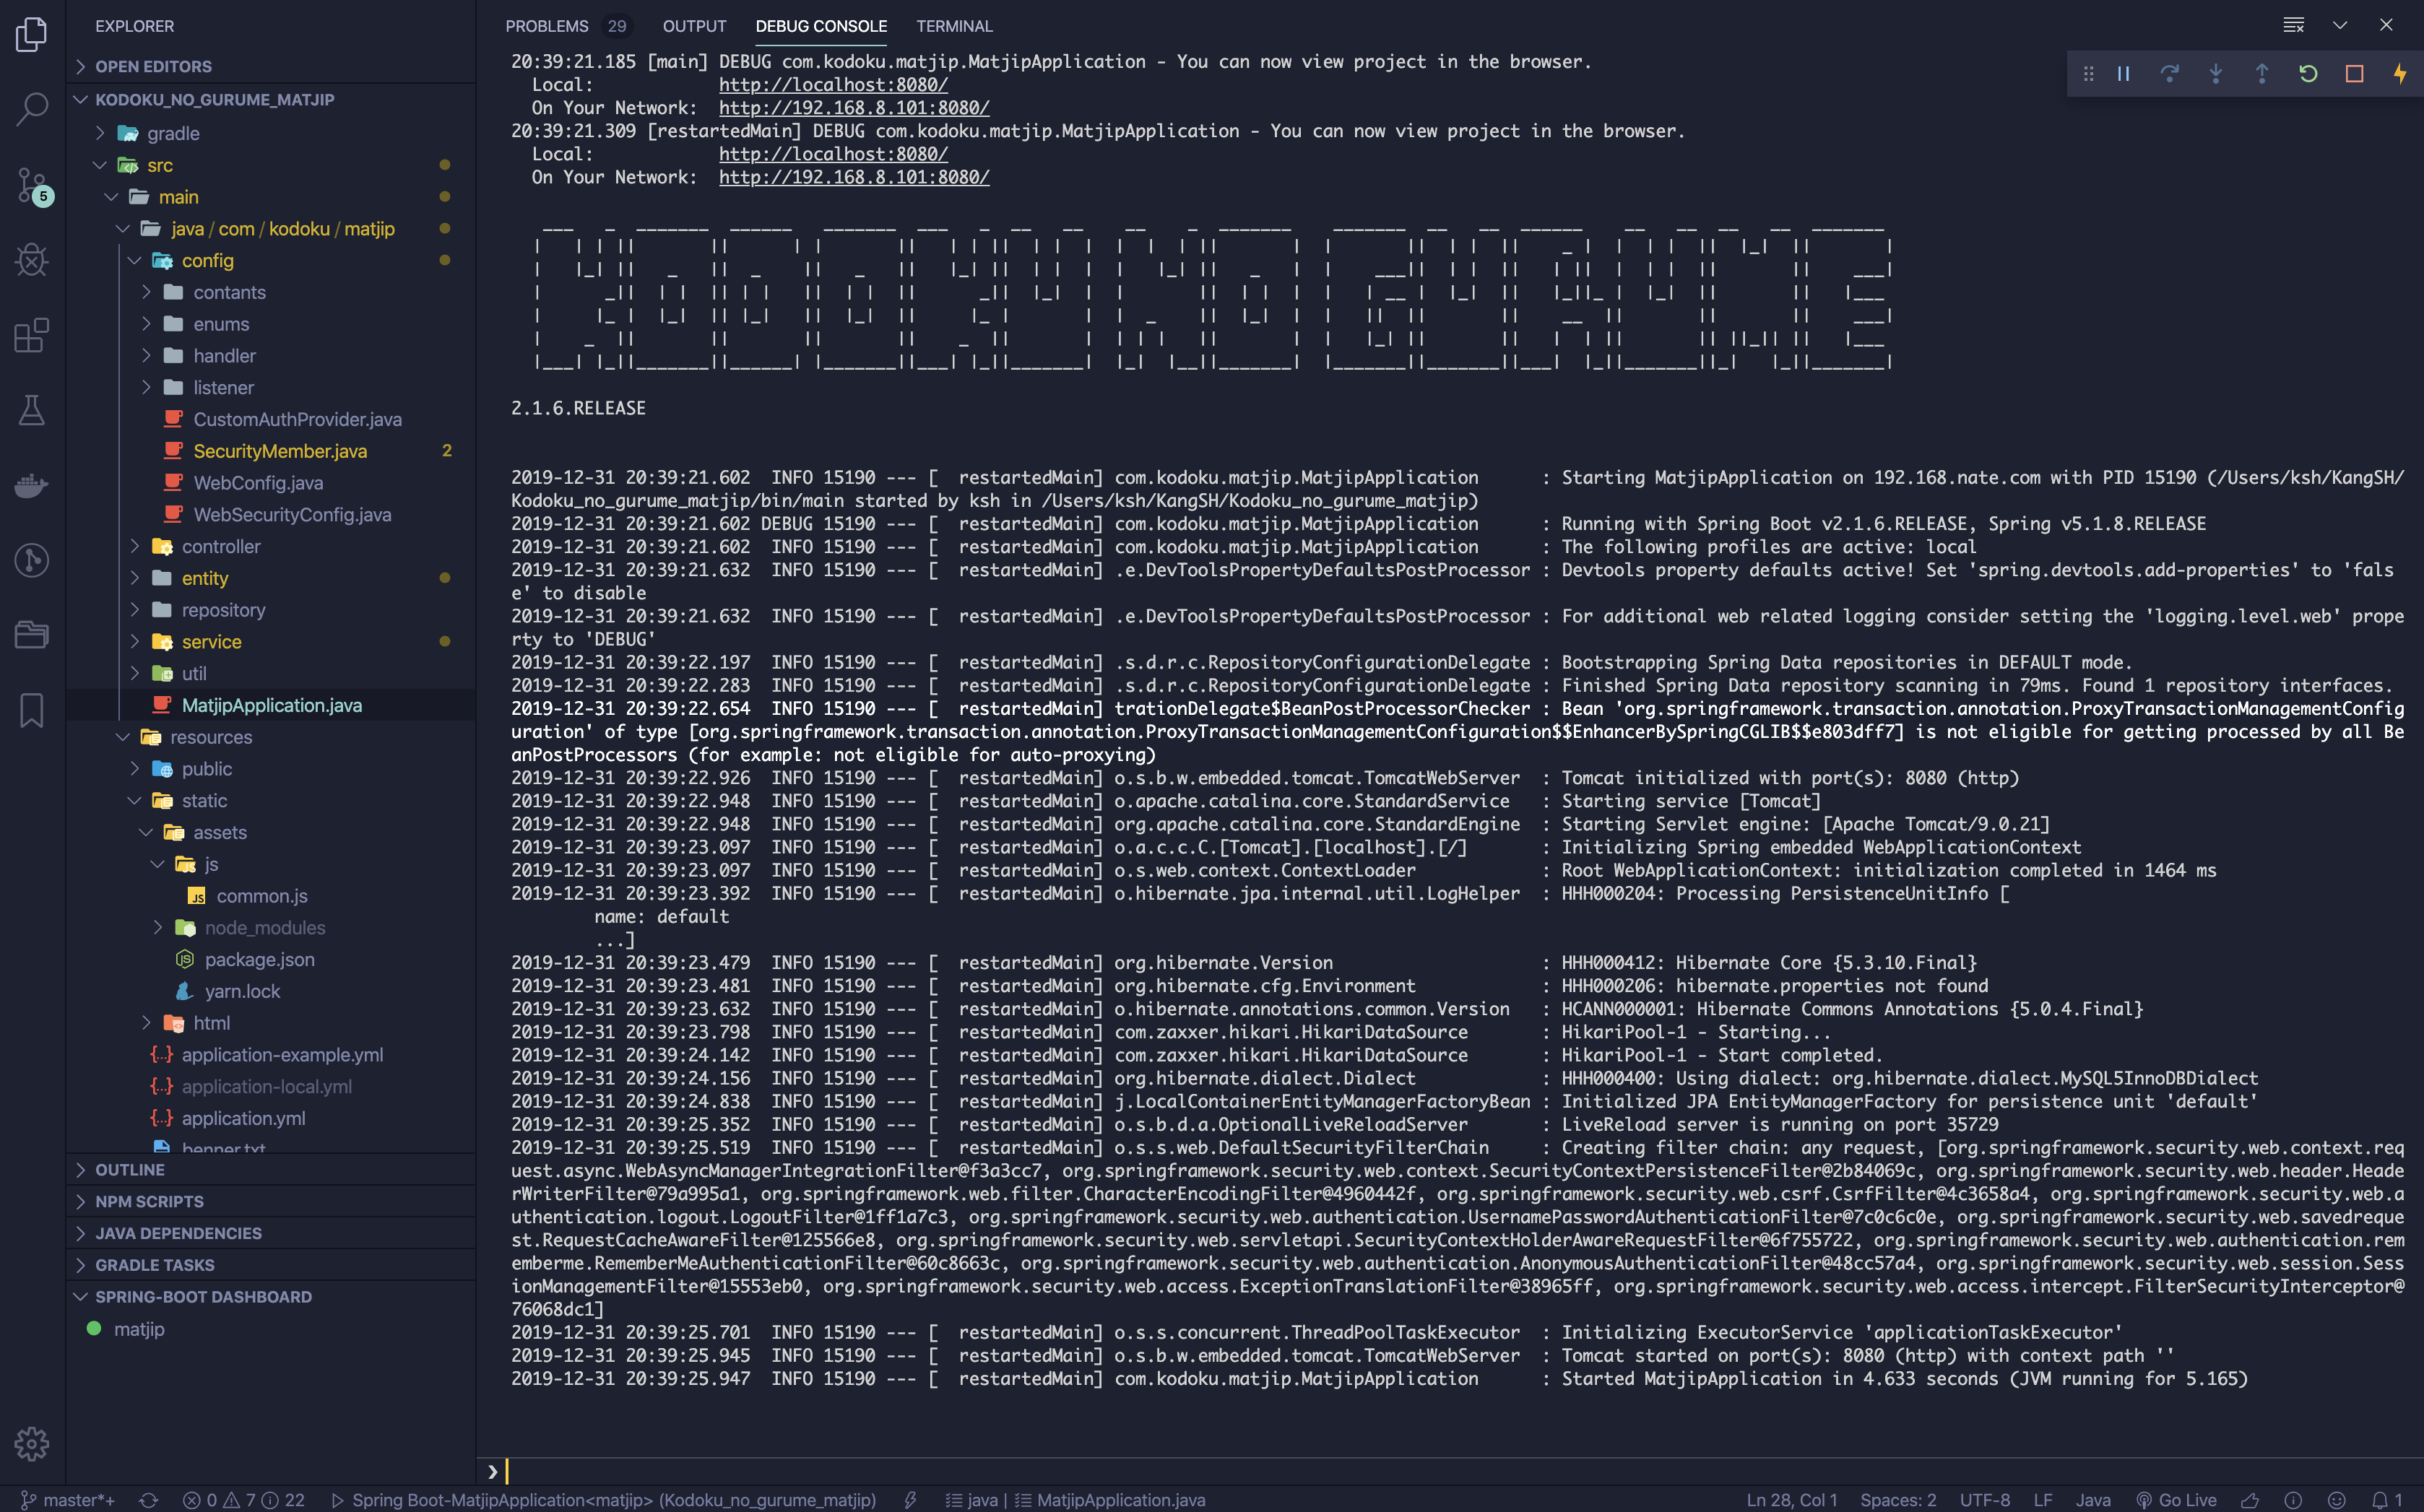 EXPLORER
OPEN EDITORS
KODOKU_NO_GURUME_MATJIP
gradle
src
main
java / com / kodoku / matjip
config
contants
enums
handler
listener
CustomAuthProvider.java
SecurityMember.java 2
WebConfig.java
WebSecurityConfig.java
controller
entity
repository
service
util
MatjipApplication.java
resources
public
static
assets
js
common.js
node_modules
package.json
yarn.lock
html
application-example.yml
application-local.yml
application.yml
benner.txt
OUTLINE
NPM SCRIPTS
JAVA DEPENDENCIES
GRADLE TASKS
SPRING-BOOT DASHBOARD
matjip
5
PROBLEMS 29 OUTPUT DEBUG CONSOLE TERMINAL
20:39:21.185 [main] DEBUG com.kodoku.matjip.MatjipApplication - You can now view project in the browser.
Local: http://localhost:8080/
On Your Network: http://192.168.8.101:8080/
20:39:21.309 [restartedMain] DEBUG com.kodoku.matjip.MatjipApplication - You can now view project in the browser.
Local: http://localhost:8080/
On Your Network: http://192.168.8.101:8080/
KODOKU NO GURUME
2.1.6.RELEASE
2019-12-31 20:39:21.602  INFO 15190 --- [  restartedMain] com.kodoku.matjip.MatjipApplication      : Starting MatjipApplication on 192.168.nate.com with PID 15190 (/Users/ksh/KangSH/
Kodoku_no_gurume_matjip/bin/main started by ksh in /Users/ksh/KangSH/Kodoku_no_gurume_matjip)
2019-12-31 20:39:21.602 DEBUG 15190 --- [  restartedMain] com.kodoku.matjip.MatjipApplication      : Running with Spring Boot v2.1.6.RELEASE, Spring v5.1.8.RELEASE
2019-12-31 20:39:21.602  INFO 15190 --- [  restartedMain] com.kodoku.matjip.MatjipApplication      : The following profiles are active: local
2019-12-31 20:39:21.632  INFO 15190 --- [  restartedMain] .e.DevToolsPropertyDefaultsPostProcessor : Devtools property defaults active! Set 'spring.devtools.add-properties' to 'fals
e' to disable
2019-12-31 20:39:21.632  INFO 15190 --- [  restartedMain] .e.DevToolsPropertyDefaultsPostProcessor : For additional web related logging consider setting the 'logging.level.web' prope
rty to 'DEBUG'
2019-12-31 20:39:22.197  INFO 15190 --- [  restartedMain] .s.d.r.c.RepositoryConfigurationDelegate : Bootstrapping Spring Data repositories in DEFAULT mode.
2019-12-31 20:39:22.283  INFO 15190 --- [  restartedMain] .s.d.r.c.RepositoryConfigurationDelegate : Finished Spring Data repository scanning in 79ms. Found 1 repository interfaces.
2019-12-31 20:39:22.654  INFO 15190 --- [  restartedMain] trationDelegate$BeanPostProcessorChecker : Bean 'org.springframework.transaction.annotation.ProxyTransactionManagementConfig
uration' of type [org.springframework.transaction.annotation.ProxyTransactionManagementConfiguration$$EnhancerBySpringCGLIB$$e803dff7] is not eligible for getting processed by all Be
anPostProcessors (for example: not eligible for auto-proxying)
2019-12-31 20:39:22.926  INFO 15190 --- [  restartedMain] o.s.b.w.embedded.tomcat.TomcatWebServer  : Tomcat initialized with port(s): 8080 (http)
2019-12-31 20:39:22.948  INFO 15190 --- [  restartedMain] o.apache.catalina.core.StandardService   : Starting service [Tomcat]
2019-12-31 20:39:22.948  INFO 15190 --- [  restartedMain] org.apache.catalina.core.StandardEngine  : Starting Servlet engine: [Apache Tomcat/9.0.21]
2019-12-31 20:39:23.097  INFO 15190 --- [  restartedMain] o.a.c.c.C.[Tomcat].[localhost].[/]       : Initializing Spring embedded WebApplicationContext
2019-12-31 20:39:23.097  INFO 15190 --- [  restartedMain] o.s.web.context.ContextLoader            : Root WebApplicationContext: initialization completed in 1464 ms
2019-12-31 20:39:23.392  INFO 15190 --- [  restartedMain] o.hibernate.jpa.internal.util.LogHelper  : HHH000204: Processing PersistenceUnitInfo [
name: default
...]
2019-12-31 20:39:23.479  INFO 15190 --- [  restartedMain] org.hibernate.Version                    : HHH000412: Hibernate Core {5.3.10.Final}
2019-12-31 20:39:23.481  INFO 15190 --- [  restartedMain] org.hibernate.cfg.Environment            : HHH000206: hibernate.properties not found
2019-12-31 20:39:23.632  INFO 15190 --- [  restartedMain] o.hibernate.annotations.common.Version   : HCANN000001: Hibernate Commons Annotations {5.0.4.Final}
2019-12-31 20:39:23.798  INFO 15190 --- [  restartedMain] com.zaxxer.hikari.HikariDataSource       : HikariPool-1 - Starting...
2019-12-31 20:39:24.142  INFO 15190 --- [  restartedMain] com.zaxxer.hikari.HikariDataSource       : HikariPool-1 - Start completed.
2019-12-31 20:39:24.156  INFO 15190 --- [  restartedMain] org.hibernate.dialect.Dialect            : HHH000400: Using dialect: org.hibernate.dialect.MySQL5InnoDBDialect
2019-12-31 20:39:24.838  INFO 15190 --- [  restartedMain] j.LocalContainerEntityManagerFactoryBean : Initialized JPA EntityManagerFactory for persistence unit 'default'
2019-12-31 20:39:25.352  INFO 15190 --- [  restartedMain] o.s.b.d.a.OptionalLiveReloadServer       : LiveReload server is running on port 35729
2019-12-31 20:39:25.519  INFO 15190 --- [  restartedMain] o.s.s.web.DefaultSecurityFilterChain     : Creating filter chain: any request, [org.springframework.security.web.context.req
uest.async.WebAsyncManagerIntegrationFilter@f3a3cc7, org.springframework.security.web.context.SecurityContextPersistenceFilter@2b84069c, org.springframework.security.web.header.Heade
rWriterFilter@79a995a1, org.springframework.web.filter.CharacterEncodingFilter@4960442f, org.springframework.security.web.csrf.CsrfFilter@4c3658a4, org.springframework.security.web.a
uthentication.logout.LogoutFilter@1ff1a7c3, org.springframework.security.web.authentication.UsernamePasswordAuthenticationFilter@7c0c6c0e, org.springframework.security.web.savedreque
st.RequestCacheAwareFilter@125566e8, org.springframework.security.web.servletapi.SecurityContextHolderAwareRequestFilter@6f755722, org.springframework.security.web.authentication.rem
emberme.RememberMeAuthenticationFilter@60c8663c, org.springframework.security.web.authentication.AnonymousAuthenticationFilter@48cc57a4, org.springframework.security.web.session.Sess
ionManagementFilter@15553eb0, org.springframework.security.web.access.ExceptionTranslationFilter@38965ff, org.springframework.security.web.access.intercept.FilterSecurityInterceptor@
76068dc1]
2019-12-31 20:39:25.701  INFO 15190 --- [  restartedMain] o.s.s.concurrent.ThreadPoolTaskExecutor  : Initializing ExecutorService 'applicationTaskExecutor'
2019-12-31 20:39:25.945  INFO 15190 --- [  restartedMain] o.s.b.w.embedded.tomcat.TomcatWebServer  : Tomcat started on port(s): 8080 (http) with context path ''
2019-12-31 20:39:25.947  INFO 15190 --- [  restartedMain] com.kodoku.matjip.MatjipApplication      : Started MatjipApplication in 4.633 seconds (JVM running for 5.165)
master*+ 0 7 22 Spring Boot-MatjipApplication<matjip> (Kodoku_no_gurume_matjip) java | MatjipApplication.java Ln 28, Col 1 Spaces: 2 UTF-8 LF Java Go Live 1